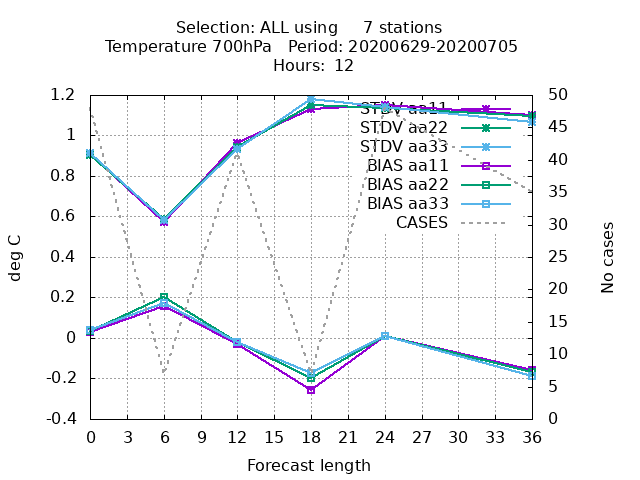 Selection: ALL using 7 stations
Temperature 700hPa Period: 20200629-20200705
Hours: 12
1.2
1
0.8
0.6
0.4
0.2
0
-0.2
-0.4
deg C
STDV aa11
STDV aa22
STDV aa33
BIAS aa11
BIAS aa22
BIAS aa33
CASES
50
45
40
35
30
25
20
15
10
5
0
No cases
0 3 6 9 12 15 18 21 24 27 30 33 36
Forecast length